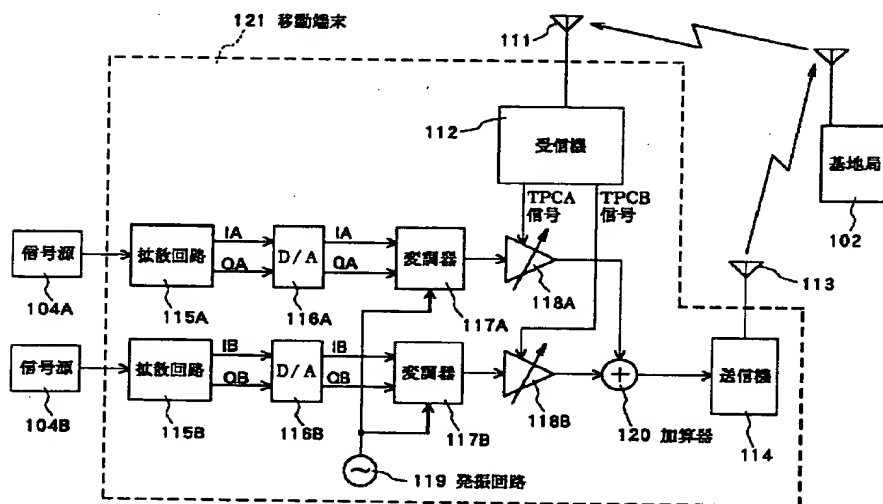 121 移動端末
111
112
受信機
基地局
102
TPCA
信号
TPCB
信号
信号源
104A
拡散回路
115A
IA
QA
D/A
116A
IA
QA
変調器
117A
118A
113
信号源
104B
拡散回路
115B
IB
QB
D/A
116B
IB
QB
変調器
117B
118B
+
120 加算器
送信機
114
119 発振回路